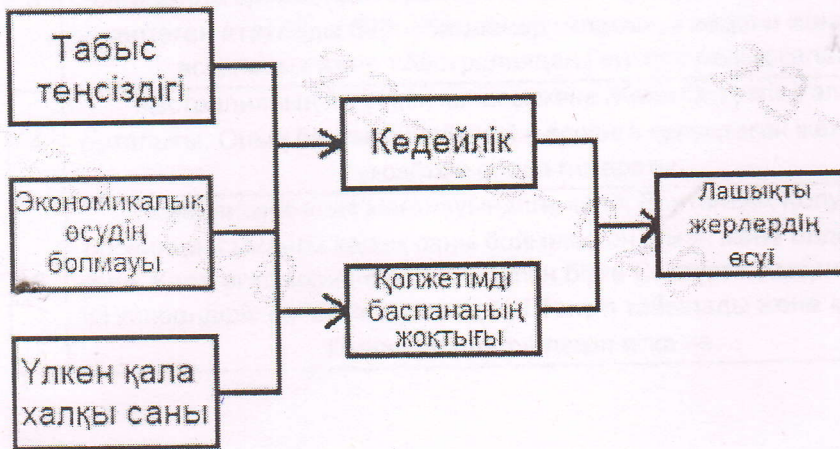 Табыс
теңсіздігі
Экономикалық
өсудің
болмауы
Үлкен қала
халқы саны
Кедейлік
Қолжетімді
баспананың
жоқтығы
Лашықты
жерлердің
өсуі